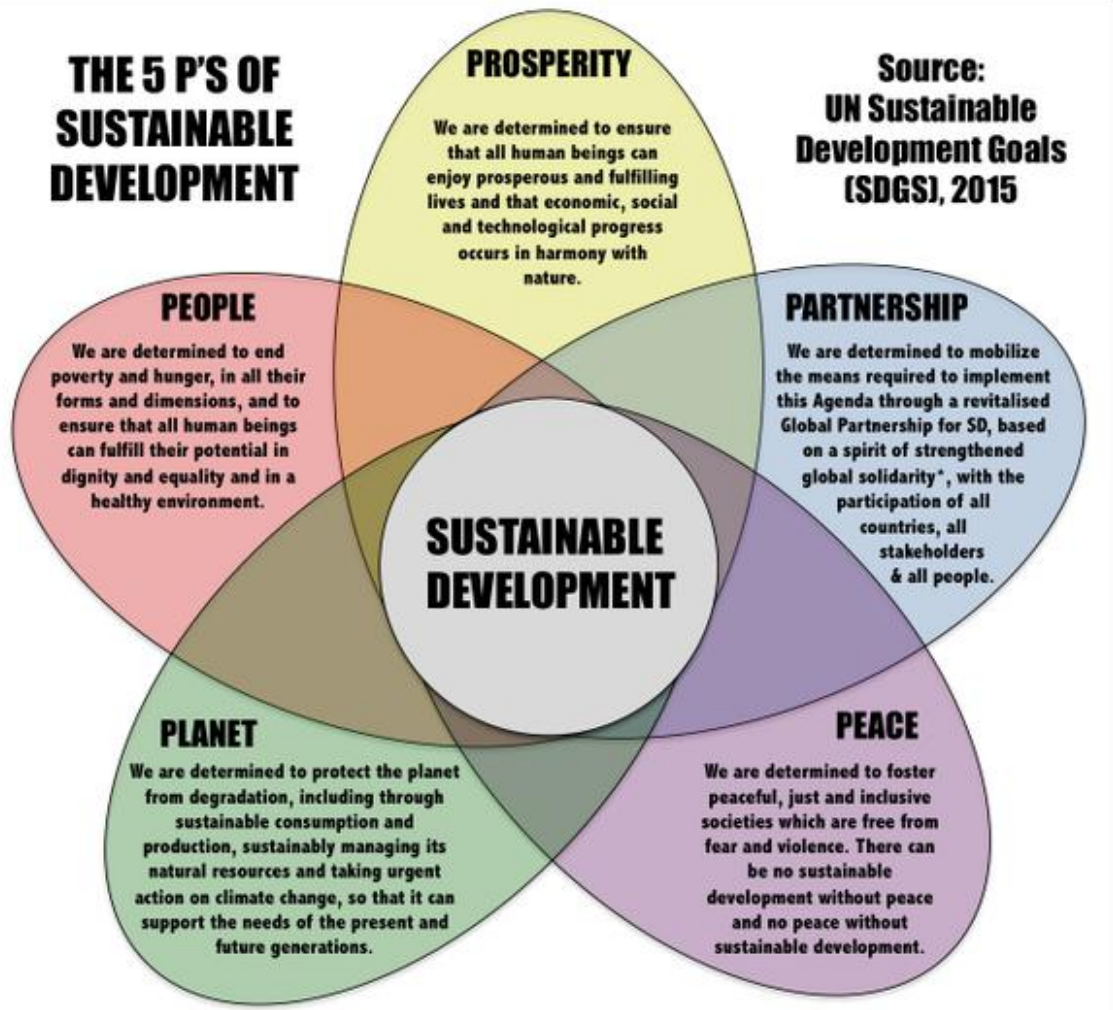 THE 5 P'S OF
SUSTAINABLE
DEVELOPMENT
PROSPERITY
We are determined to ensure
that all human beings can
enjoy prosperous and fulfilling
lives and that economic, social
and technological progress
occurs in harmony with
nature.
Source:
UN Sustainable
Development Goals
(SDGS), 2015
PEOPLE
We are determined to end
poverty and hunger, in all their
forms and dimensions, and to
ensure that all human beings
can fulfill their potential in
dignity and equality and in a
healthy environment.
PARTNERSHIP
We are determined to mobilize
the means required to implement
this Agenda through a revitalised
Global Partnership for SD, based
on a spirit of strengthened
global solidarity*, with the
participation of all
countries, all
stakeholders
& all people.
SUSTAINABLE
DEVELOPMENT
PLANET
We are determined to protect the planet
from degradation, including through
sustainable consumption and
production, sustainably managing its
natural resources and taking urgent
action on climate change, so that it can
support the needs of the present and
future generations.
PEACE
We are determined to foster
peaceful, just and inclusive
societies which are free from
fear and violence. There can
be no sustainable
development without peace
and no peace without
sustainable development.